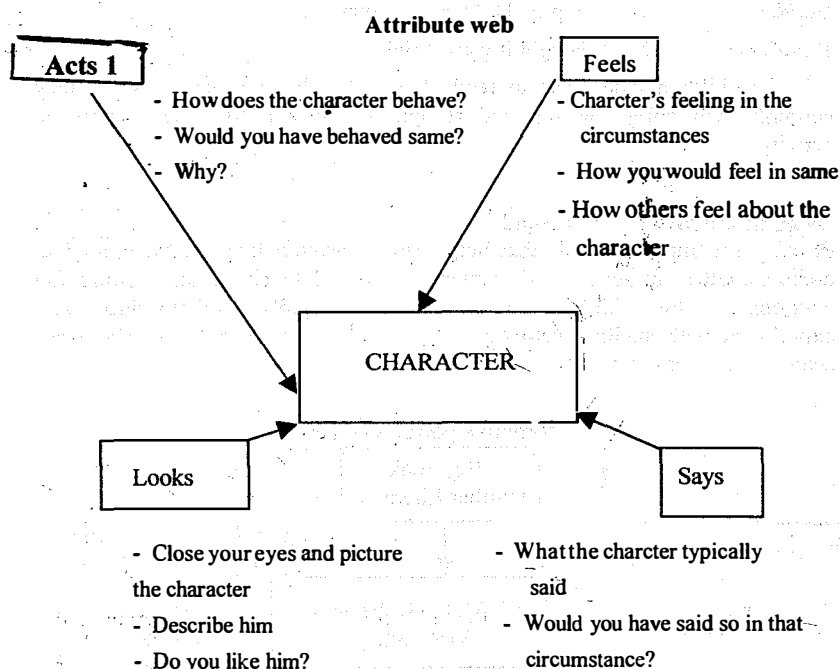 Attribute web
Acts 1
- How does the character behave?
- Would you have behaved same?
- Why?
Feels
- Charcter's feeling in the
circumstances
- How you would feel in same
- How others feel about the
character
CHARACTER
Looks
- Close your eyes and picture
the character
- Describe him
- Do you like him?
Says
- What the charcter typically
said
- Would you have said so in that
circumstance?